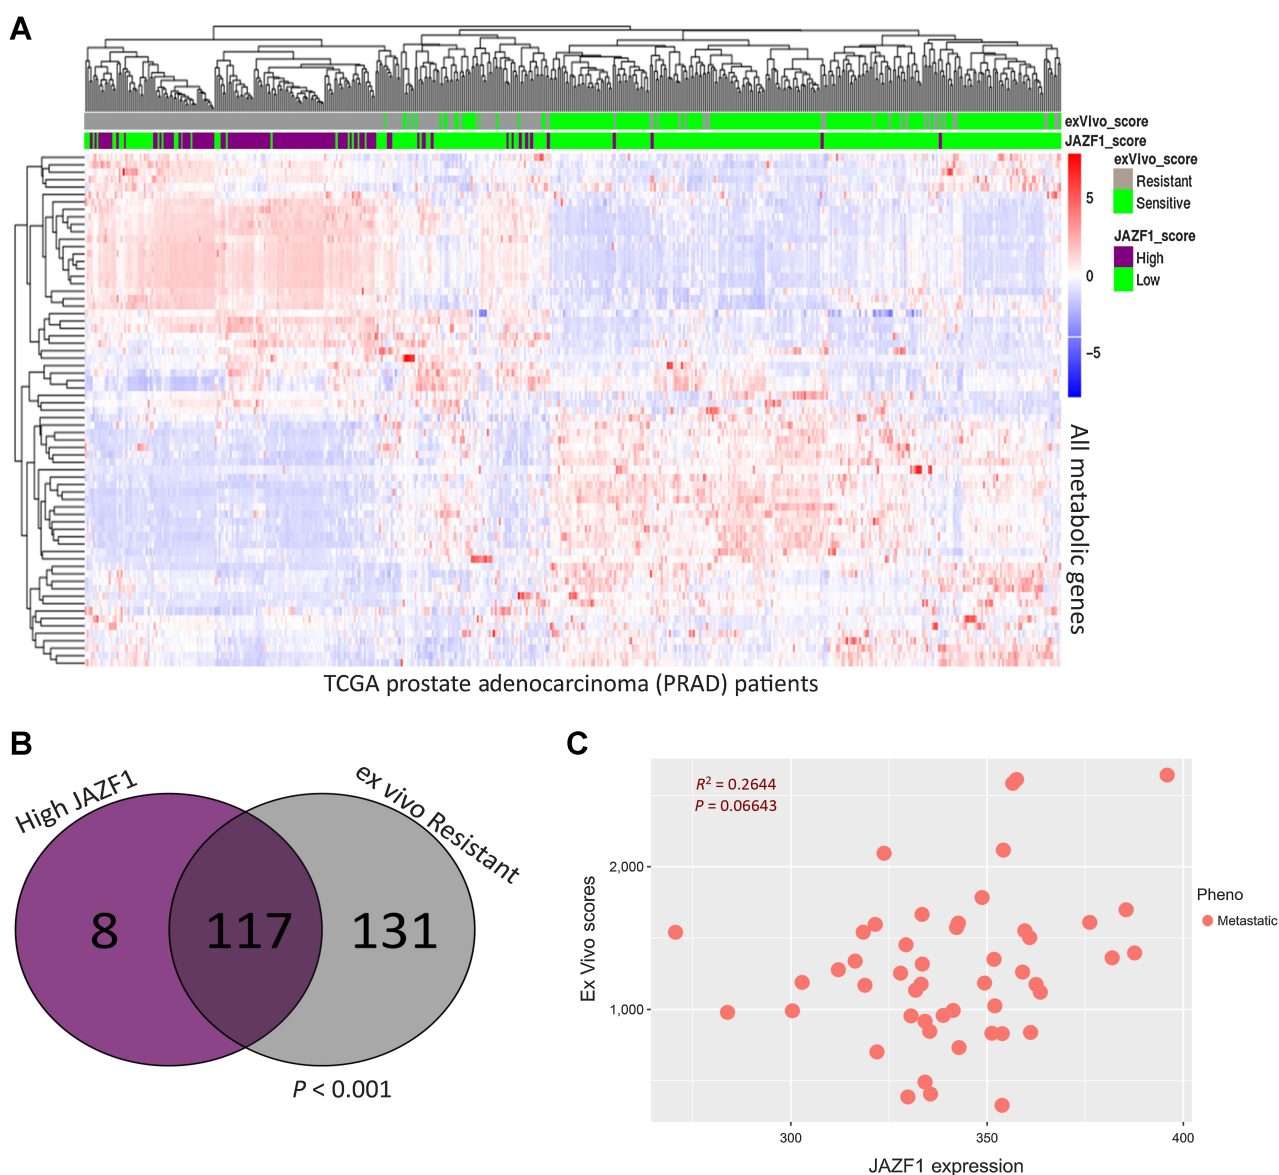 A
exVIvo_score
JAZF1_score
exVIvo_score
Resistant
Sensitive
JAZF1_score
High
Low
5
0
−5
All metabolic genes
TCGA prostate adenocarcinoma (PRAD) patients
B
High JAZF1
ex vivo Resistant
8
117
131
P < 0.001
C
R² = 0.2644
P = 0.06643
2,000
1,000
Ex Vivo scores
300
350
400
JAZF1 expression
Pheno
Metastatic